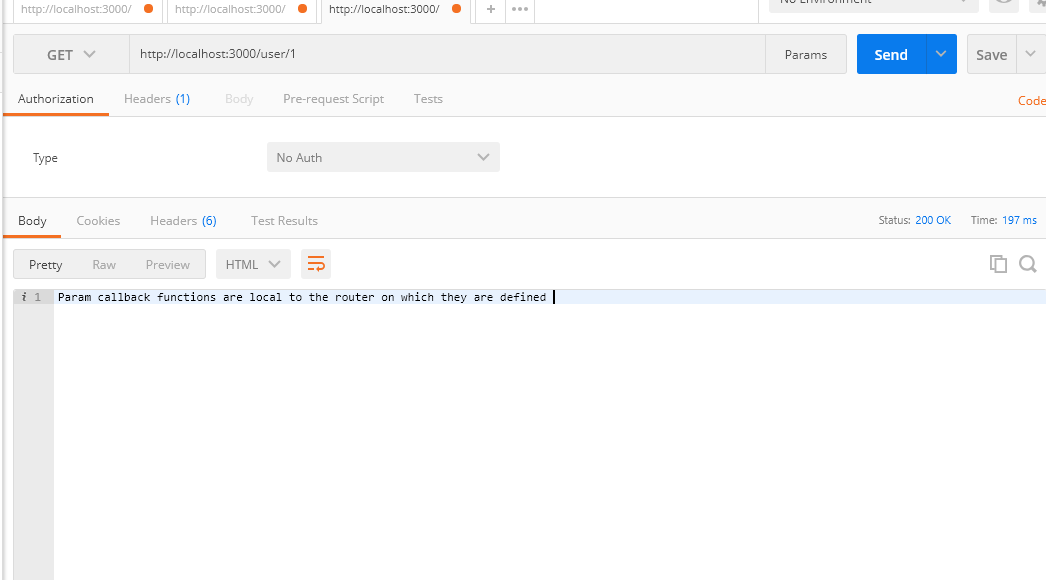 http://localhost:3000/ http://localhost:3000/ http://localhost:3000/ + •••
No Environment
GET http://localhost:3000/user/1 Params Send Save
Authorization Headers (1) Body Pre-request Script Tests Code
Type No Auth
Body Cookies Headers (6) Test Results Status: 200 OK Time: 197 ms
Pretty Raw Preview HTML
i 1 Param callback functions are local to the router on which they are defined